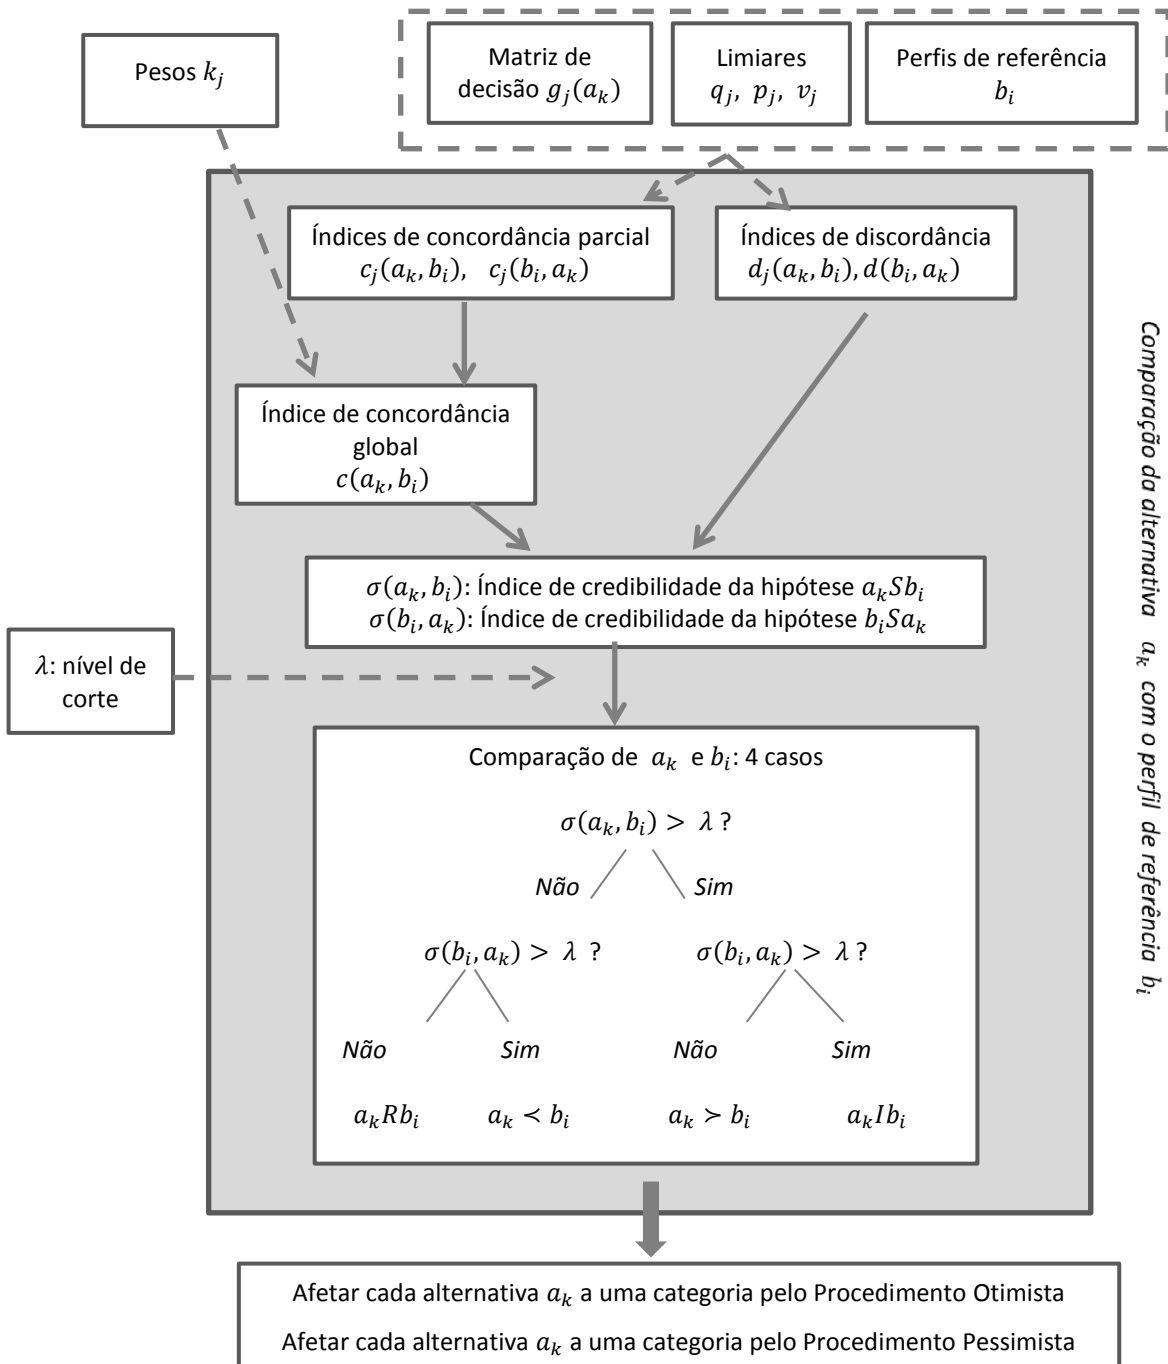 Pesos $k_j$
Matriz de
decisão $g_j(a_k)$
Limiares
$q_j, \ p_j, \ v_j$
Perfis de referência
$b_i$
Índices de concordância parcial
$c_j(a_k, b_i), \ \ c_j(b_i, a_k)$
Índices de discordância
$d_j(a_k, b_i), d(b_i, a_k)$
Índice de concordância
global
$c(a_k, b_i)$
$\sigma(a_k, b_i)$: Índice de credibilidade da hipótese $a_k S b_i$
$\sigma(b_i, a_k)$: Índice de credibilidade da hipótese $b_i S a_k$
$\lambda$: nível de
corte
Comparação de $a_k$ e $b_i$: 4 casos
$\sigma(a_k, b_i) > \lambda$ ?
Não
Sim
$\sigma(b_i, a_k) > \lambda$ ?
$\sigma(b_i, a_k) > \lambda$ ?
Não
Sim
Não
Sim
$a_k R b_i$
$a_k \prec b_i$
$a_k \succ b_i$
$a_k I b_i$
Comparação da alternativa $a_k$ com o perfil de referência $b_i$
Afetar cada alternativa $a_k$ a uma categoria pelo Procedimento Otimista
Afetar cada alternativa $a_k$ a uma categoria pelo Procedimento Pessimista